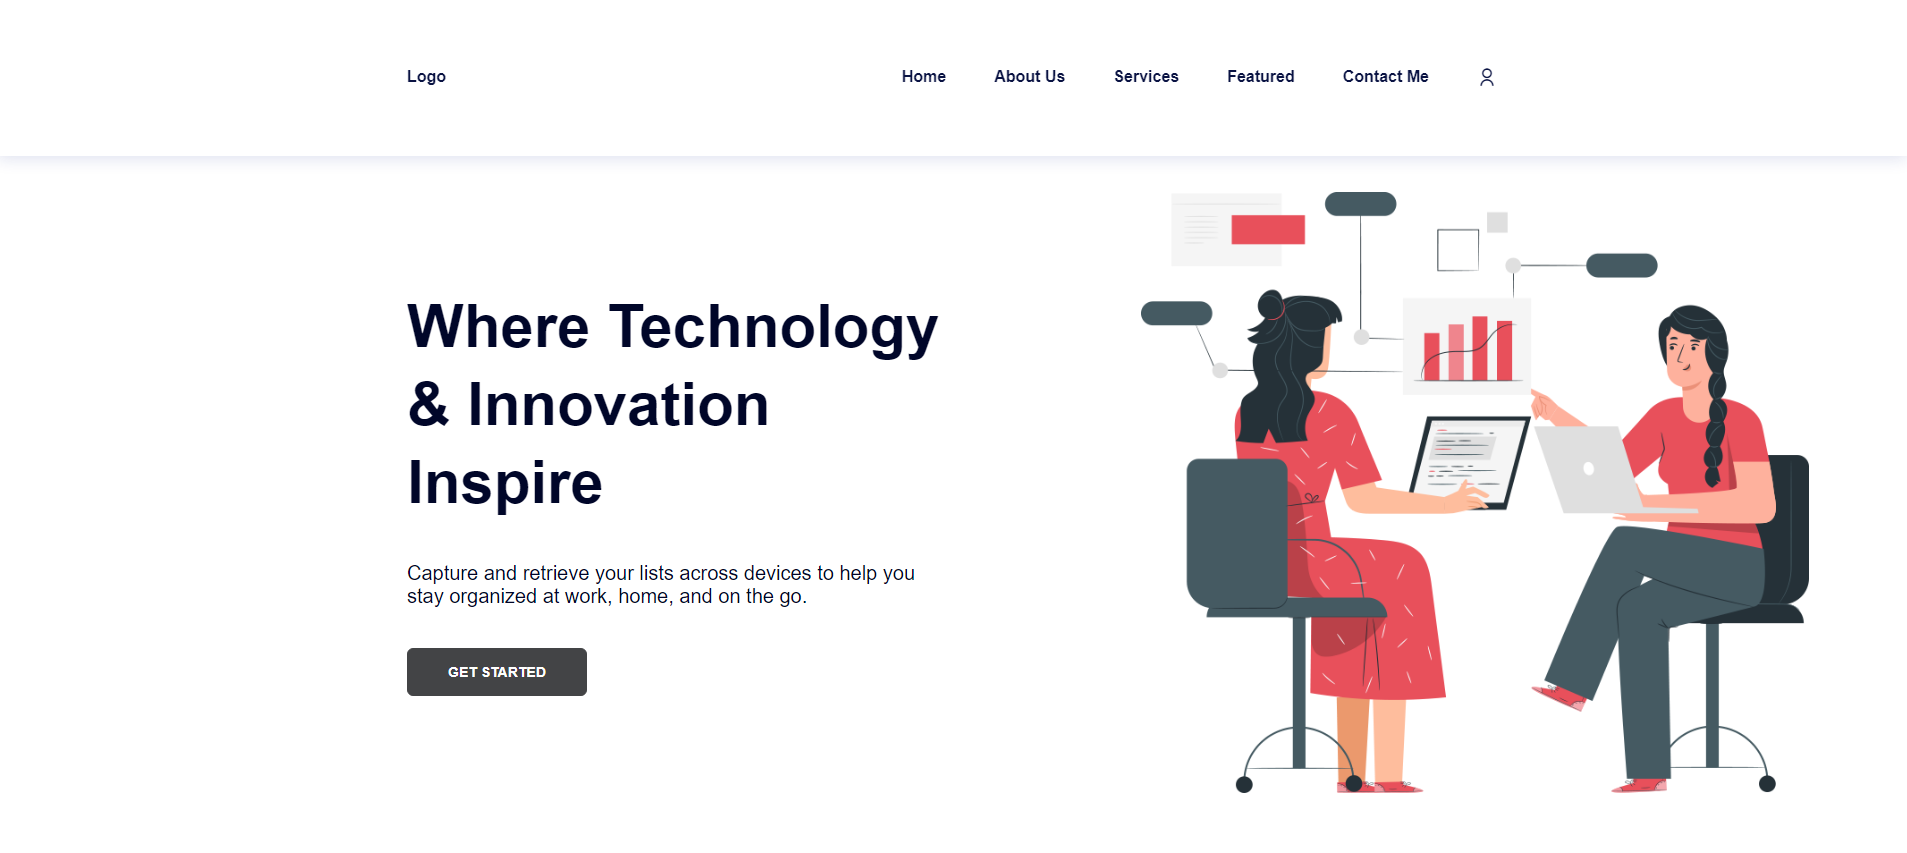 Logo
Home
About Us
Services
Featured
Contact Me
Where Technology
& Innovation
Inspire
Capture and retrieve your lists across devices to help you
stay organized at work, home, and on the go.
GET STARTED